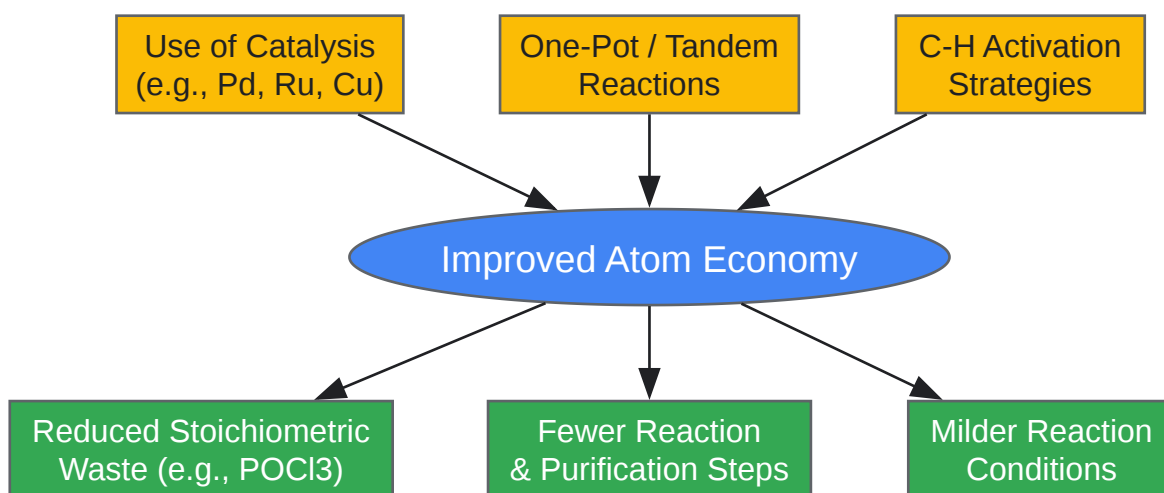 Use of Catalysis
(e.g., Pd, Ru, Cu)
One-Pot / Tandem
Reactions
C-H Activation
Strategies
Improved Atom Economy
Reduced Stoichiometric
Waste (e.g., POCl3)
Fewer Reaction
& Purification Steps
Milder Reaction
Conditions